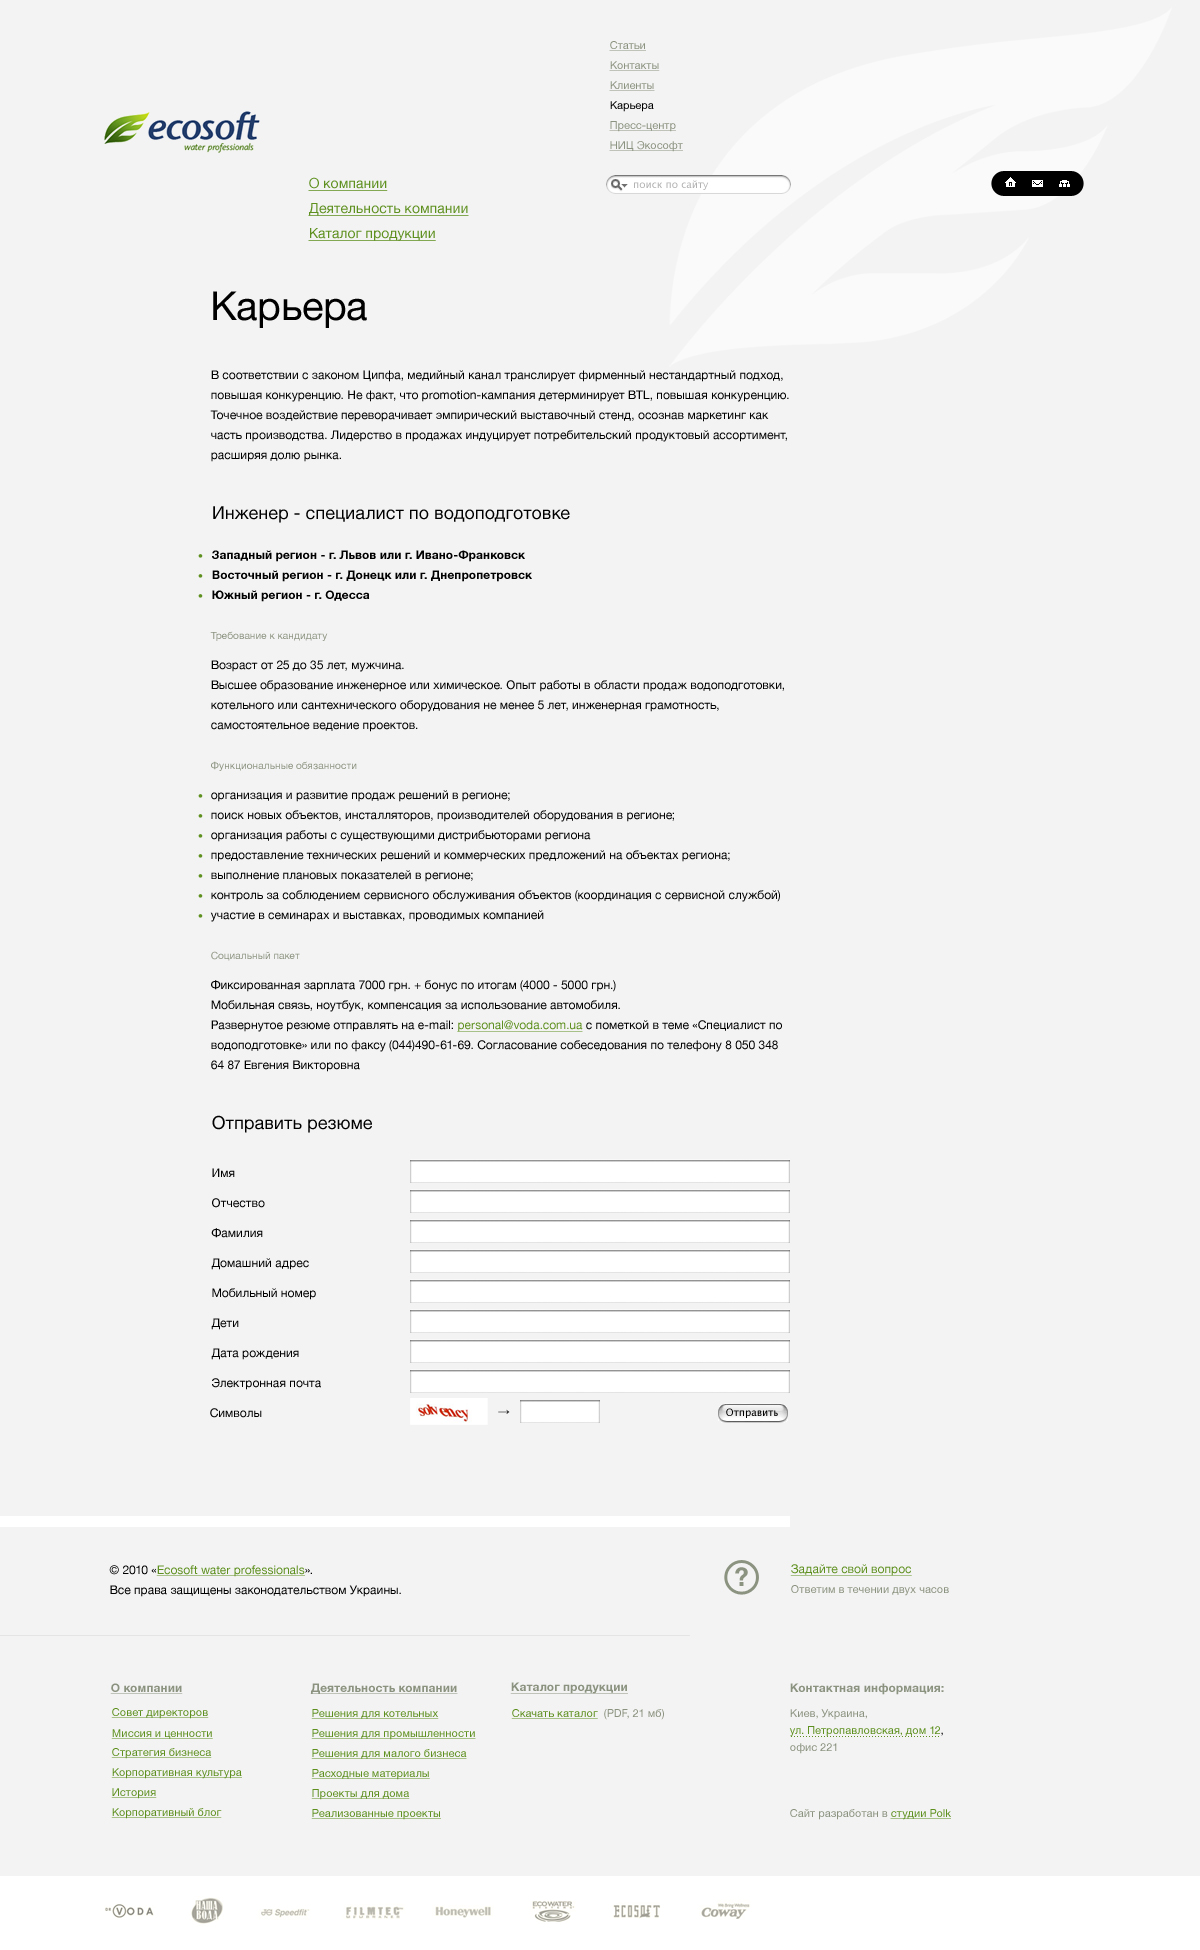 Статьи
Контакты
Клиенты
Карьера
Пресс-центр
НИЦ Экософт
ecosoft
water professionals
О компании
Деятельность компании
Каталог продукции
поиск по сайту
Карьера
В соответствии с законом Ципфа, медийный канал транслирует фирменный нестандартный подход,
повышая конкуренцию. Не факт, что promotion-кампания детерминирует BTL, повышая конкуренцию.
Точечное воздействие переворачивает эмпирический выставочный стенд, осознав маркетинг как
часть производства. Лидерство в продажах индуцирует потребительский продуктовый ассортимент,
расширяя долю рынка.
Инженер - специалист по водоподготовке
• Западный регион - г. Львов или г. Ивано-Франковск
• Восточный регион - г. Донецк или г. Днепропетровск
• Южный регион - г. Одесса
Требование к кандидату
Возраст от 25 до 35 лет, мужчина.
Высшее образование инженерное или химическое. Опыт работы в области продаж водоподготовки,
котельного или сантехнического оборудования не менее 5 лет, инженерная грамотность,
самостоятельное ведение проектов.
Функциональные обязанности
• организация и развитие продаж решений в регионе;
• поиск новых объектов, инсталляторов, производителей оборудования в регионе;
• организация работы с существующими дистрибьюторами региона
• предоставление технических решений и коммерческих предложений на объектах региона;
• выполнение плановых показателей в регионе;
• контроль за соблюдением сервисного обслуживания объектов (координация с сервисной службой)
• участие в семинарах и выставках, проводимых компанией
Социальный пакет
Фиксированная зарплата 7000 грн. + бонус по итогам (4000 - 5000 грн.)
Мобильная связь, ноутбук, компенсация за использование автомобиля.
Развернутое резюме отправлять на e-mail: personal@voda.com.ua с пометкой в теме «Специалист по
водоподготовке» или по факсу (044)490-61-69. Согласование собеседования по телефону 8 050 348
64 87 Евгения Викторовна
Отправить резюме
Имя
Отчество
Фамилия
Домашний адрес
Мобильный номер
Дети
Дата рождения
Электронная почта
Символы solvency → Отправить
© 2010 «Ecosoft water professionals».
Все права защищены законодательством Украины.
?
Задайте свой вопрос
Ответим в течении двух часов
О компании
Совет директоров
Миссия и ценности
Стратегия бизнеса
Корпоративная культура
История
Корпоративный блог
Деятельность компании
Решения для котельных
Решения для промышленности
Решения для малого бизнеса
Расходные материалы
Проекты для дома
Реализованные проекты
Каталог продукции
Скачать каталог (PDF, 21 мб)
Контактная информация:
Киев, Украина,
ул. Петропавловская, дом 12,
офис 221
Сайт разработан в студии Polk
VODA
НАША ВОДА
JG Speedfit
FILMTEC
Honeywell
ECOWATER
ECOSOFT
Coway